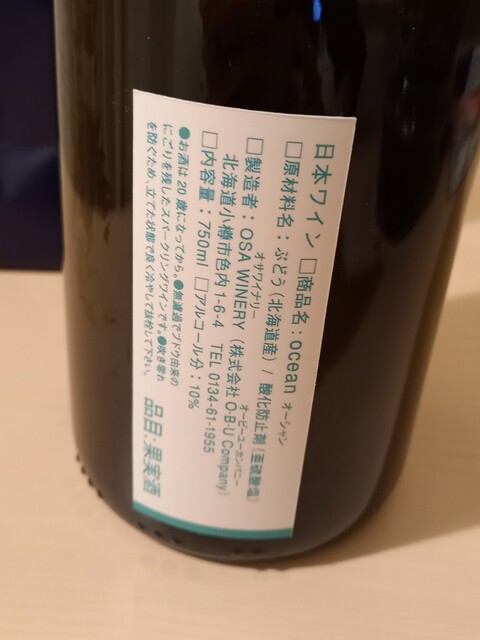 日本ワイン □商品名：ocean オーシャン
□原材料名：ぶどう（北海道産）/ 酸化防止剤（亜硫酸塩）
オサワイナリー オービーユーカンパニー
□製造者：OSA WINERY（株式会社 O・B・U Company）
北海道小樽市色内1-6-4 TEL 0134-61-1955
□内容量：750ml □アルコール分：10%
●お酒は20歳になってから。●無濾過でブドウ由来の
にごりを残したスパークリングワインです。●吹き零れ
を防ぐため、立てた状態で良く冷やして抜栓して下さい。
品目：果実酒